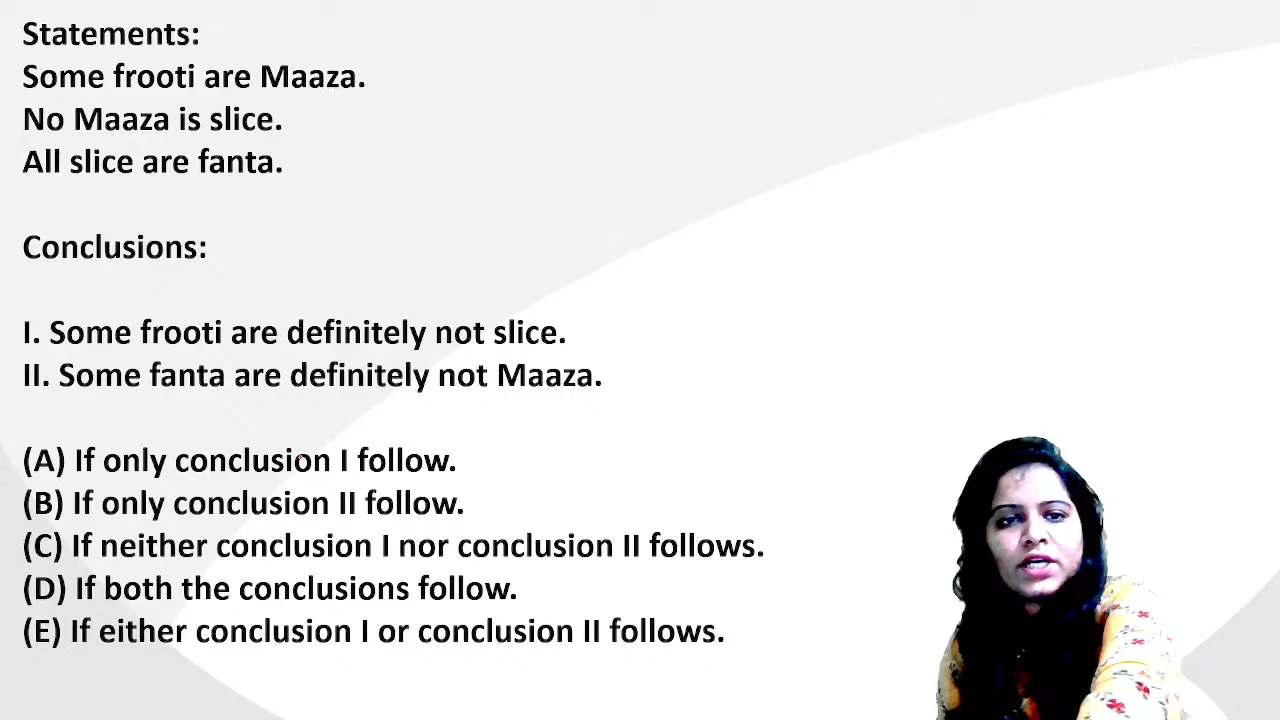 Statements:
Some frooti are Maaza.
No Maaza is slice.
All slice are fanta.
Conclusions:
I. Some frooti are definitely not slice.
II. Some fanta are definitely not Maaza.
(A) If only conclusion I follow.
(B) If only conclusion II follow.
(C) If neither conclusion I nor conclusion II follows.
(D) If both the conclusions follow.
(E) If either conclusion I or conclusion II follows.